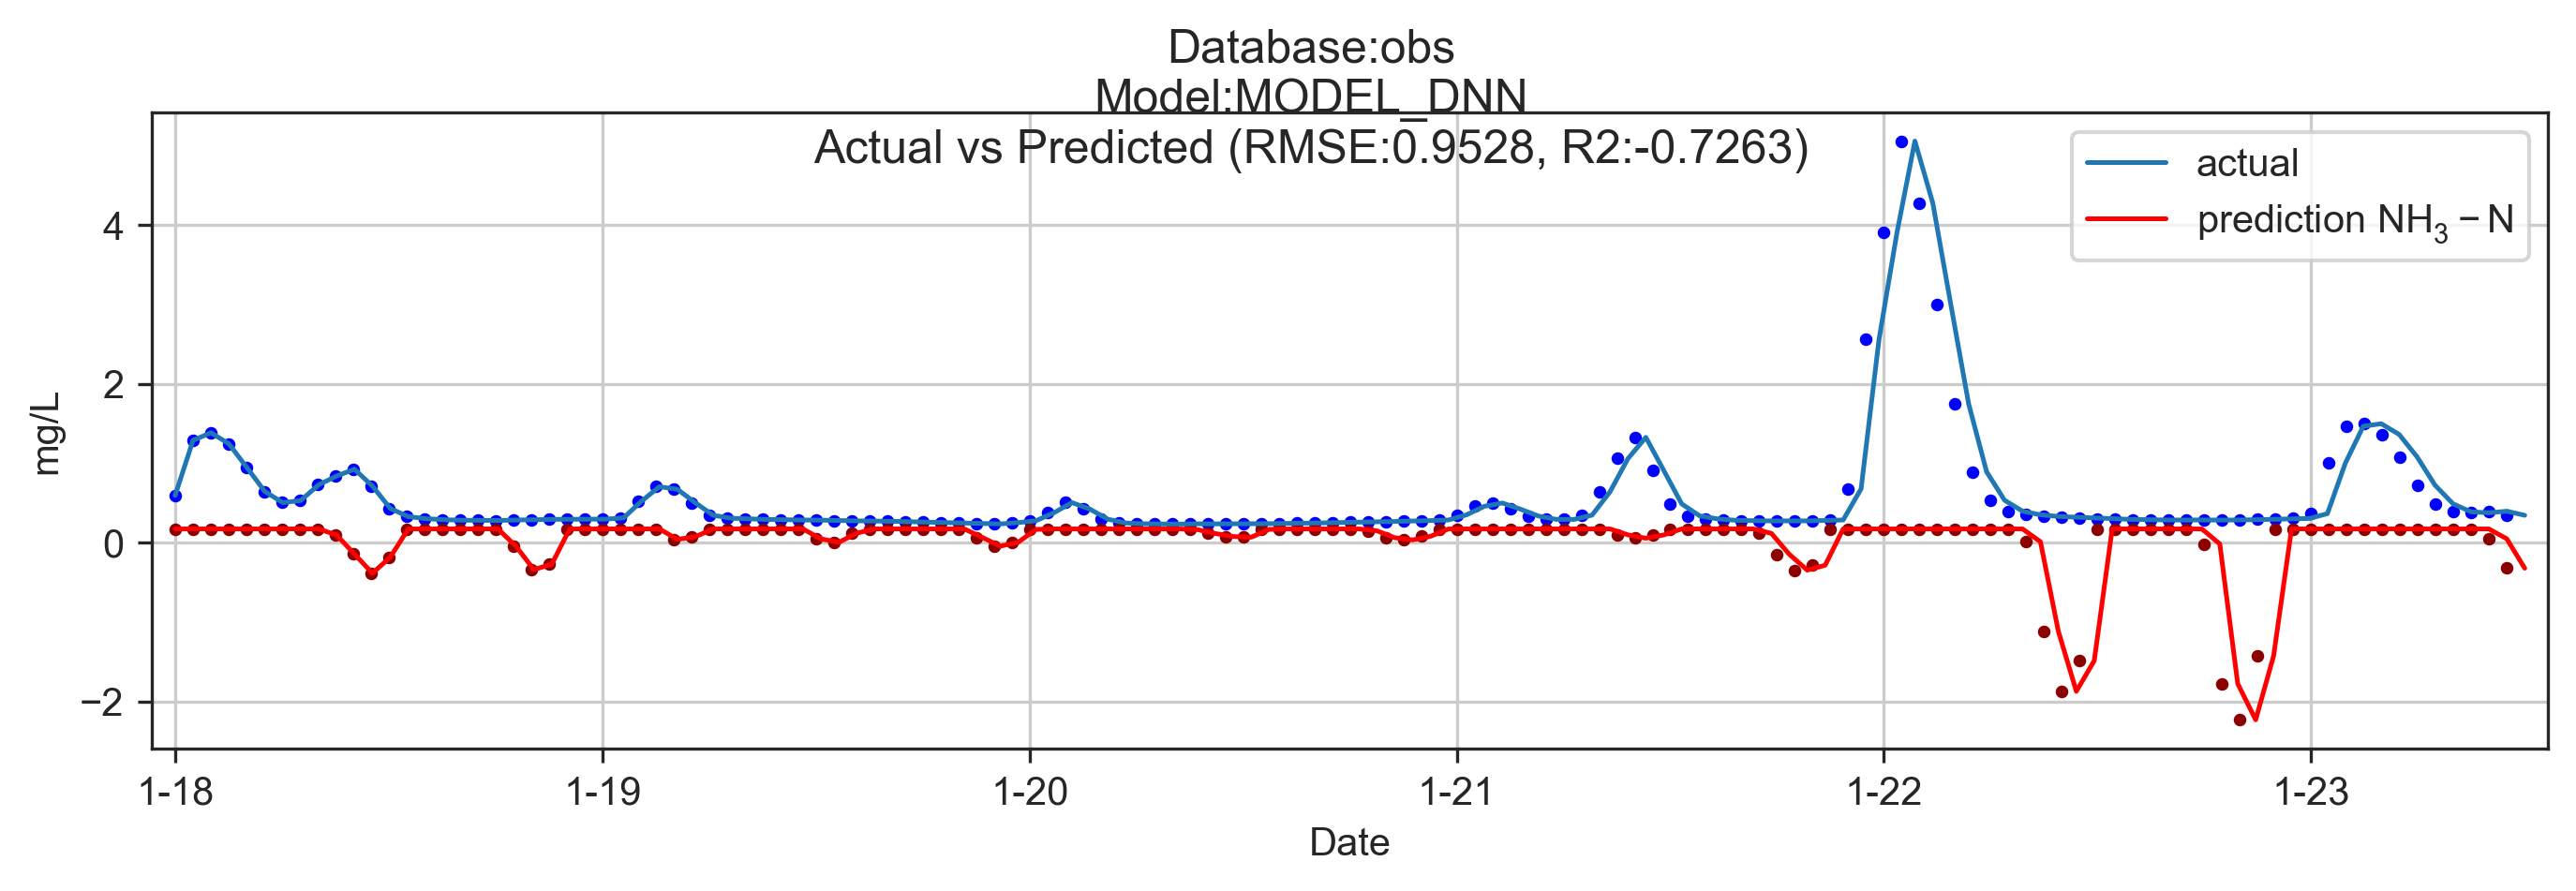 Database:obs
Model:MODEL_DNN
Actual vs Predicted (RMSE:0.9528, R2:-0.7263)
actual
prediction NH₃ − N
4
2
0
−2
mg/L
1-18 1-19 1-20 1-21 1-22 1-23
Date